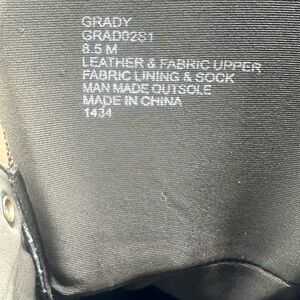 GRADY
GRAD02S1
8.5 M
LEATHER & FABRIC UPPER
FABRIC LINING & SOCK
MAN MADE OUTSOLE
MADE IN CHINA
1434